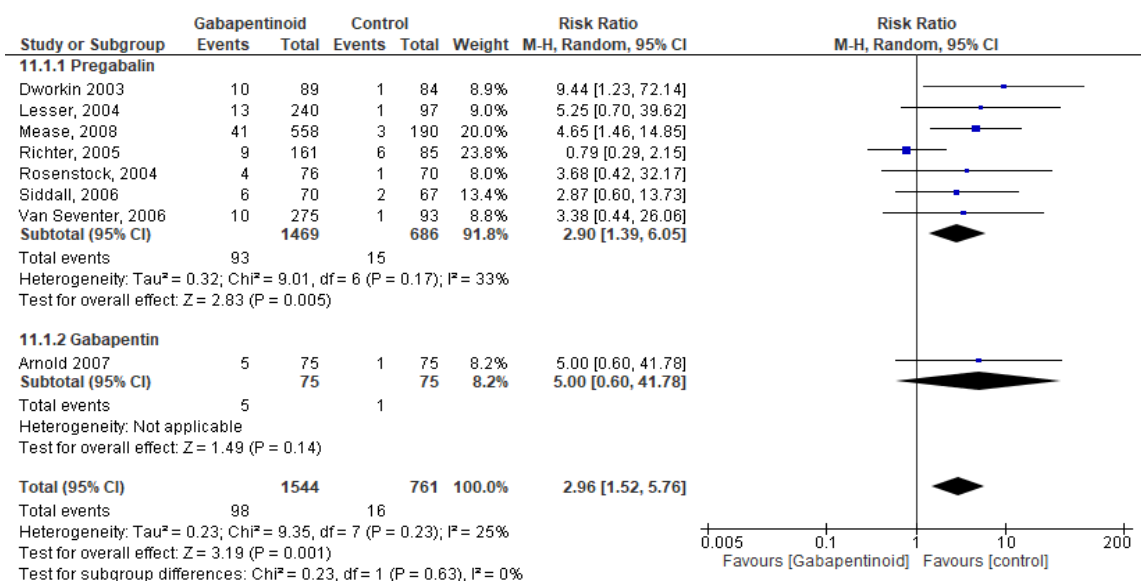 Gabapentinoid Control Risk Ratio Risk Ratio
Study or Subgroup Events Total Events Total Weight M-H, Random, 95% CI M-H, Random, 95% CI
11.1.1 Pregabalin
Dworkin 2003 10 89 1 84 8.9% 9.44 [1.23, 72.14]
Lesser, 2004 13 240 1 97 9.0% 5.25 [0.70, 39.62]
Mease, 2008 41 558 3 190 20.0% 4.65 [1.46, 14.85]
Richter, 2005 9 161 6 85 23.8% 0.79 [0.29, 2.15]
Rosenstock, 2004 4 76 1 70 8.0% 3.68 [0.42, 32.17]
Siddall, 2006 6 70 2 67 13.4% 2.87 [0.60, 13.73]
Van Seventer, 2006 10 275 1 93 8.8% 3.38 [0.44, 26.06]
Subtotal (95% CI) 1469 686 91.8% 2.90 [1.39, 6.05]
Total events 93 15
Heterogeneity: Tau² = 0.32; Chi² = 9.01, df = 6 (P = 0.17); I² = 33%
Test for overall effect: Z = 2.83 (P = 0.005)
11.1.2 Gabapentin
Arnold 2007 5 75 1 75 8.2% 5.00 [0.60, 41.78]
Subtotal (95% CI) 75 75 8.2% 5.00 [0.60, 41.78]
Total events 5 1
Heterogeneity: Not applicable
Test for overall effect: Z = 1.49 (P = 0.14)
Total (95% CI) 1544 761 100.0% 2.96 [1.52, 5.76]
Total events 98 16
Heterogeneity: Tau² = 0.23; Chi² = 9.35, df = 7 (P = 0.23); I² = 25%
Test for overall effect: Z = 3.19 (P = 0.001)
Test for subgroup differences: Chi² = 0.23, df = 1 (P = 0.63), I² = 0%
0.005 0.1 1 10 200
Favours [Gabapentinoid] Favours [control]